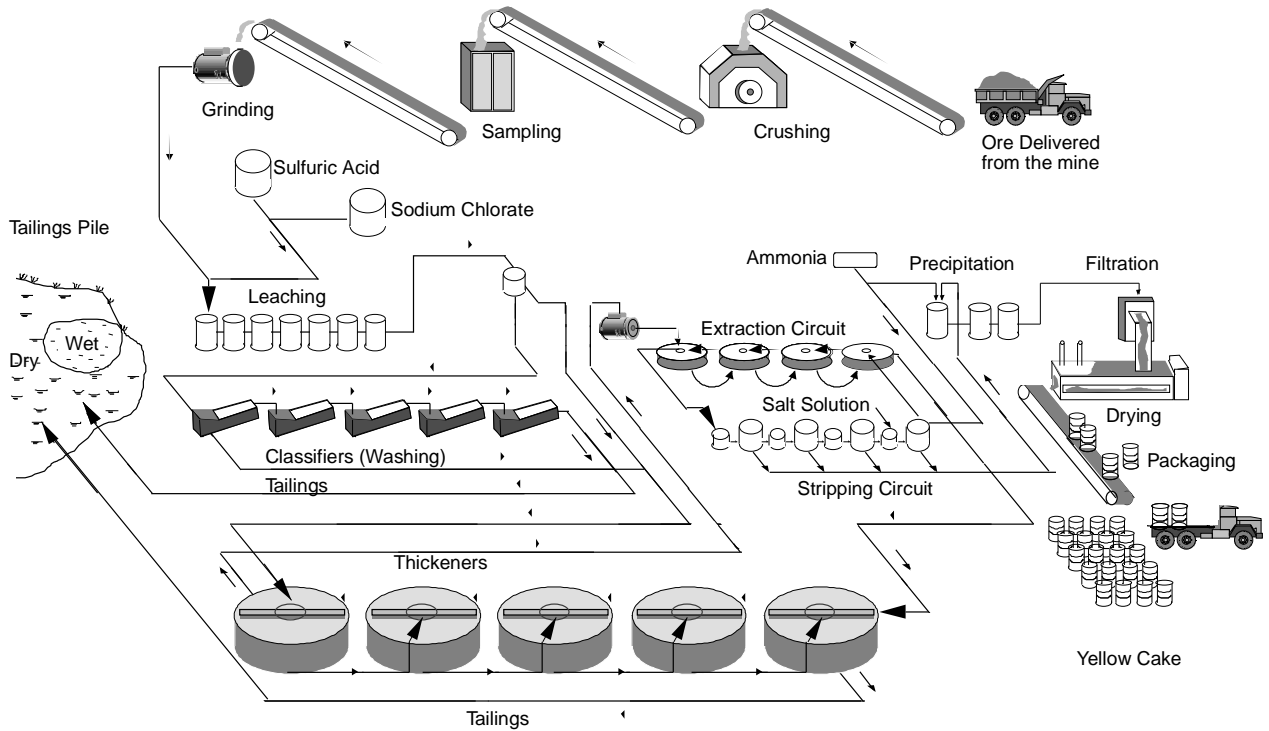 Grinding
Sampling
Crushing
Ore Delivered
from the mine
Sulfuric Acid
Sodium Chlorate
Tailings Pile
Ammonia
Precipitation
Filtration
Leaching
Extraction Circuit
Wet
Dry
Salt Solution
Drying
Classifiers (Washing)
Packaging
Tailings
Stripping Circuit
Thickeners
Yellow Cake
Tailings